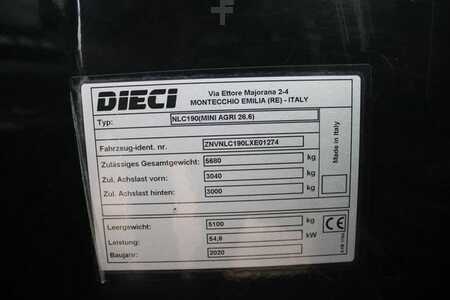 DIECI
Via Ettore Majorana 2-4
MONTECCHIO EMILIA (RE) - ITALY
Typ: NLC190(MINI AGRI 26.6)
Fahrzeug-ident. nr. ZNVNLC190LXE01274
Zulässiges Gesamtgewicht: 5680 kg
Zul. Achslast vorn: 3040 kg
Zul. Achslast hinten: 3000 kg
Made in Italy
Leergswicht: 5100 kg
Leistung: 54,6 kW
Baujahr: 2020
CE